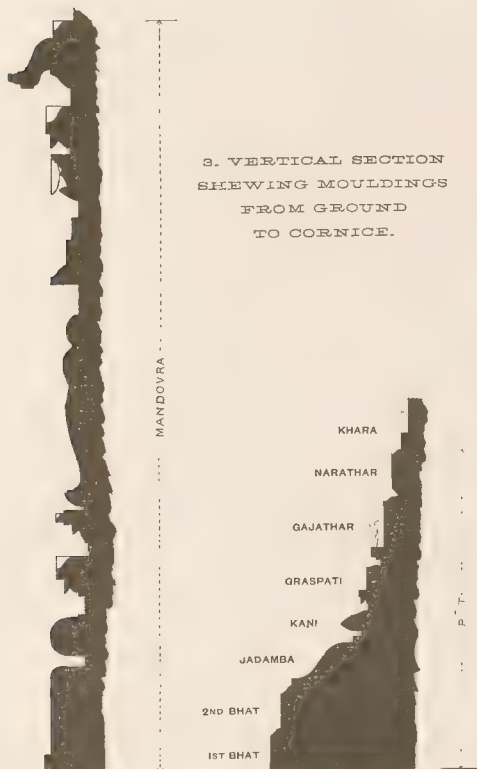 3. VERTICAL SECTION
SHEWING MOULDINGS
FROM GROUND
TO CORNICE.
MANDOVRA
KHARA
NARATHAR
GAJATHAR
GRASPATI
KANI
JADAMBA
2ND BHAT
1ST BHAT